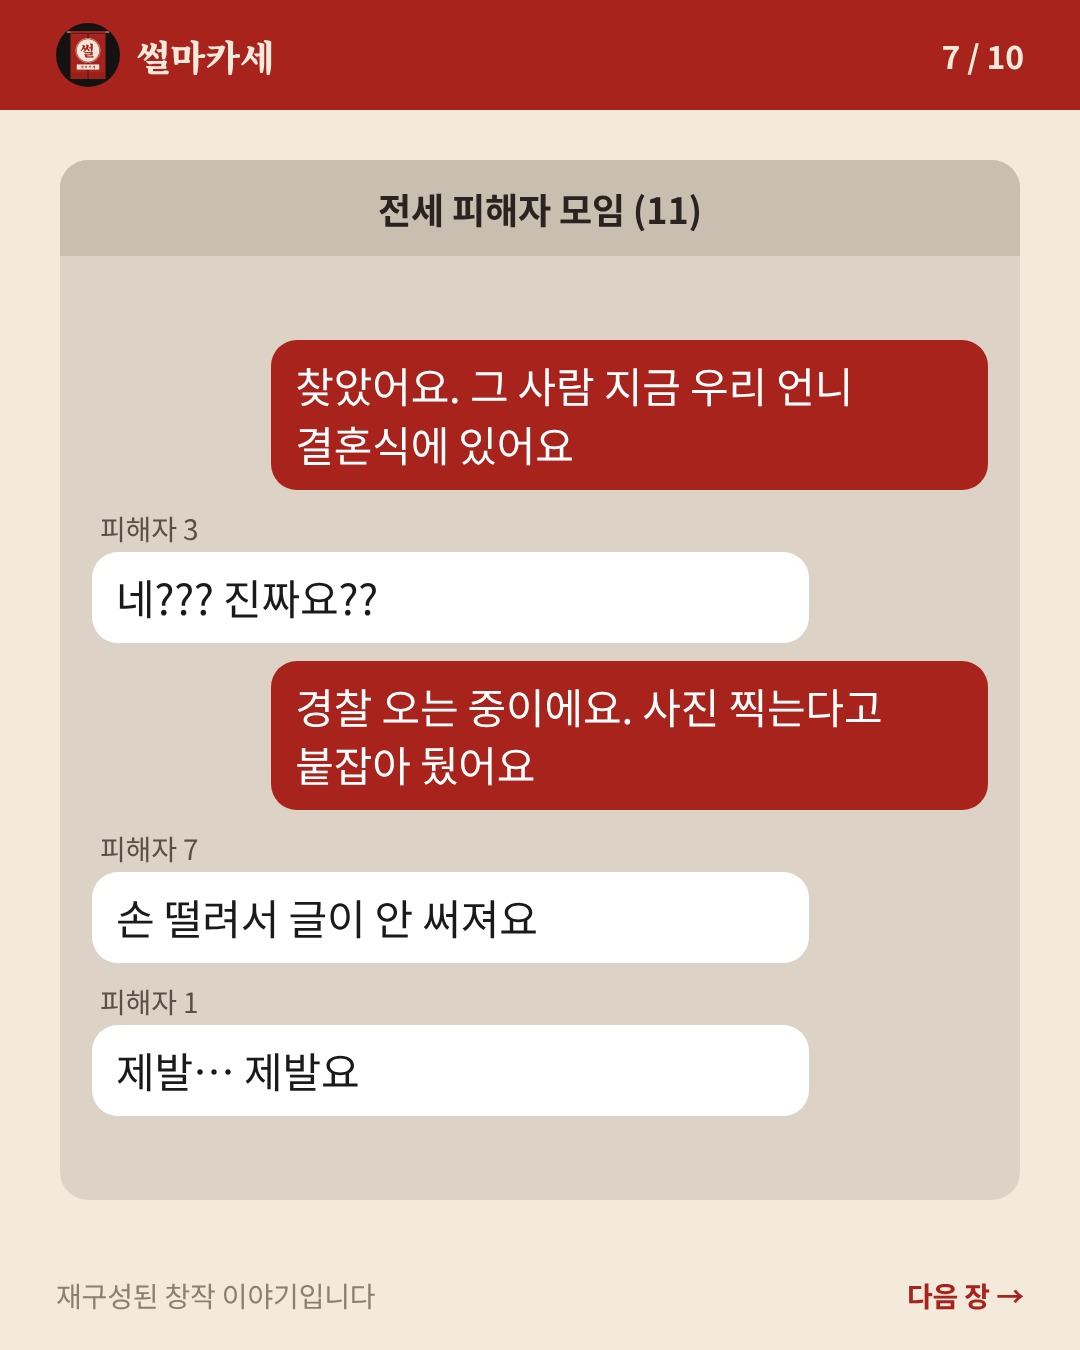 썰
썰마카세
7 / 10
전세 피해자 모임 (11)
찾았어요. 그 사람 지금 우리 언니
결혼식에 있어요
피해자 3
네??? 진짜요??
경찰 오는 중이에요. 사진 찍는다고
붙잡아 뒀어요
피해자 7
손 떨려서 글이 안 써져요
피해자 1
제발… 제발요
재구성된 창작 이야기입니다
다음 장 →